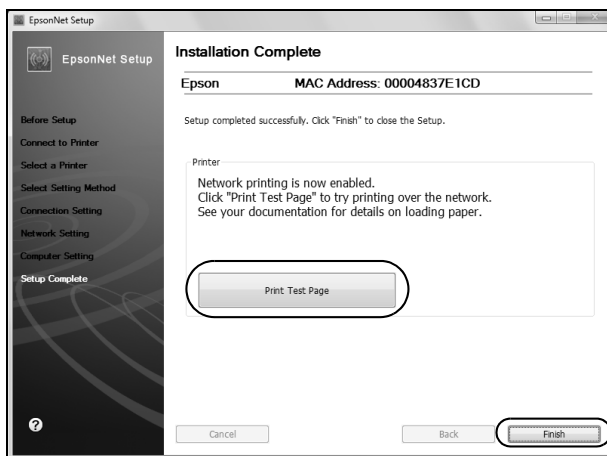 EpsonNet Setup
EpsonNet Setup
Before Setup
Connect to Printer
Select a Printer
Select Setting Method
Connection Setting
Network Setting
Computer Setting
Setup Complete
Installation Complete
Epson MAC Address: 00004837E1CD
Setup completed successfully. Click "Finish" to close the Setup.
Printer
Network printing is now enabled.
Click "Print Test Page" to try printing over the network.
See your documentation for details on loading paper.
Print Test Page
?
Cancel
Back
Finish